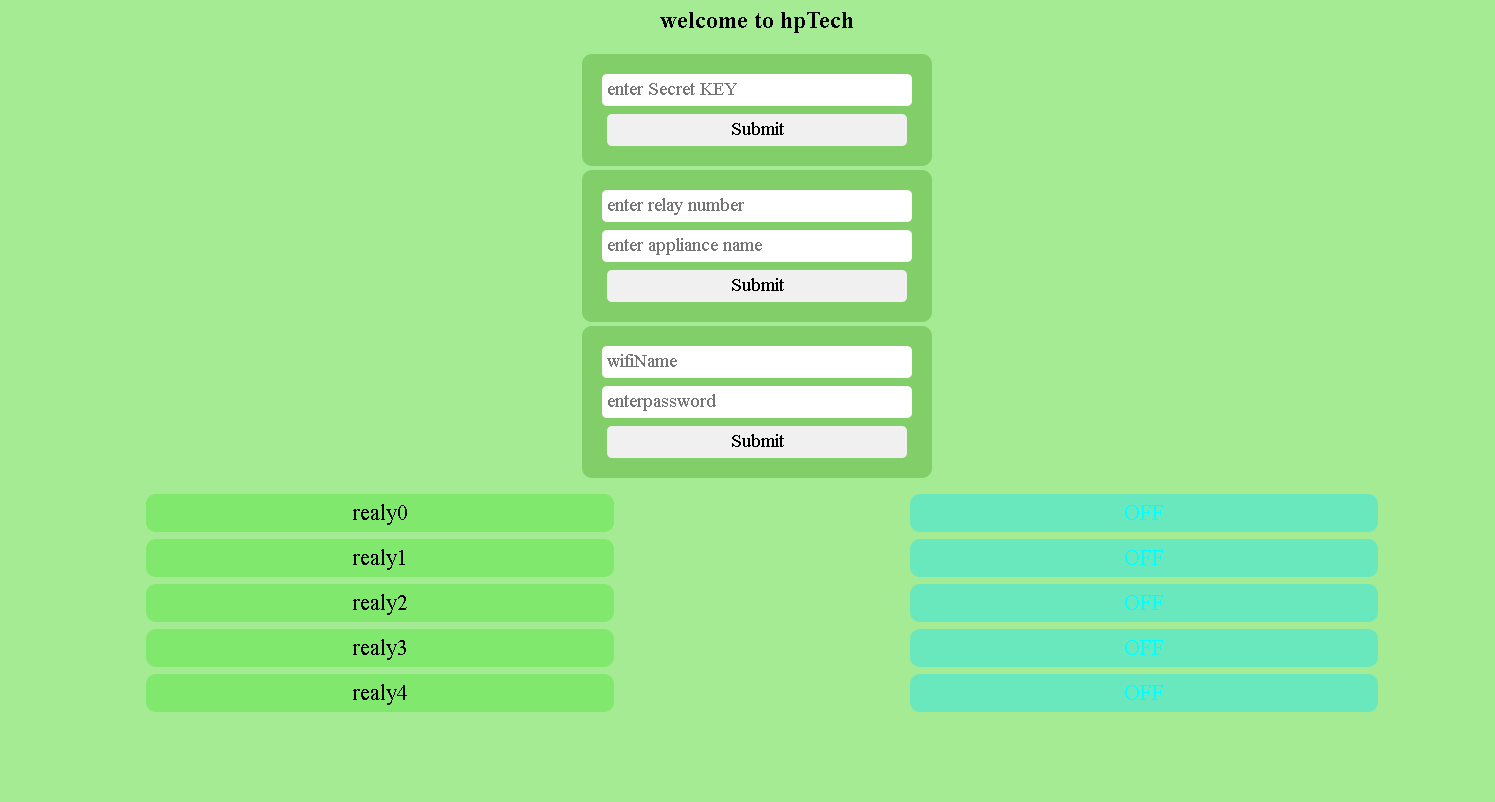 welcome to hpTech
enter Secret KEY
Submit
enter relay number
enter appliance name
Submit
wifiName
enterpassword
Submit
realy0 OFF
realy1 OFF
realy2 OFF
realy3 OFF
realy4 OFF